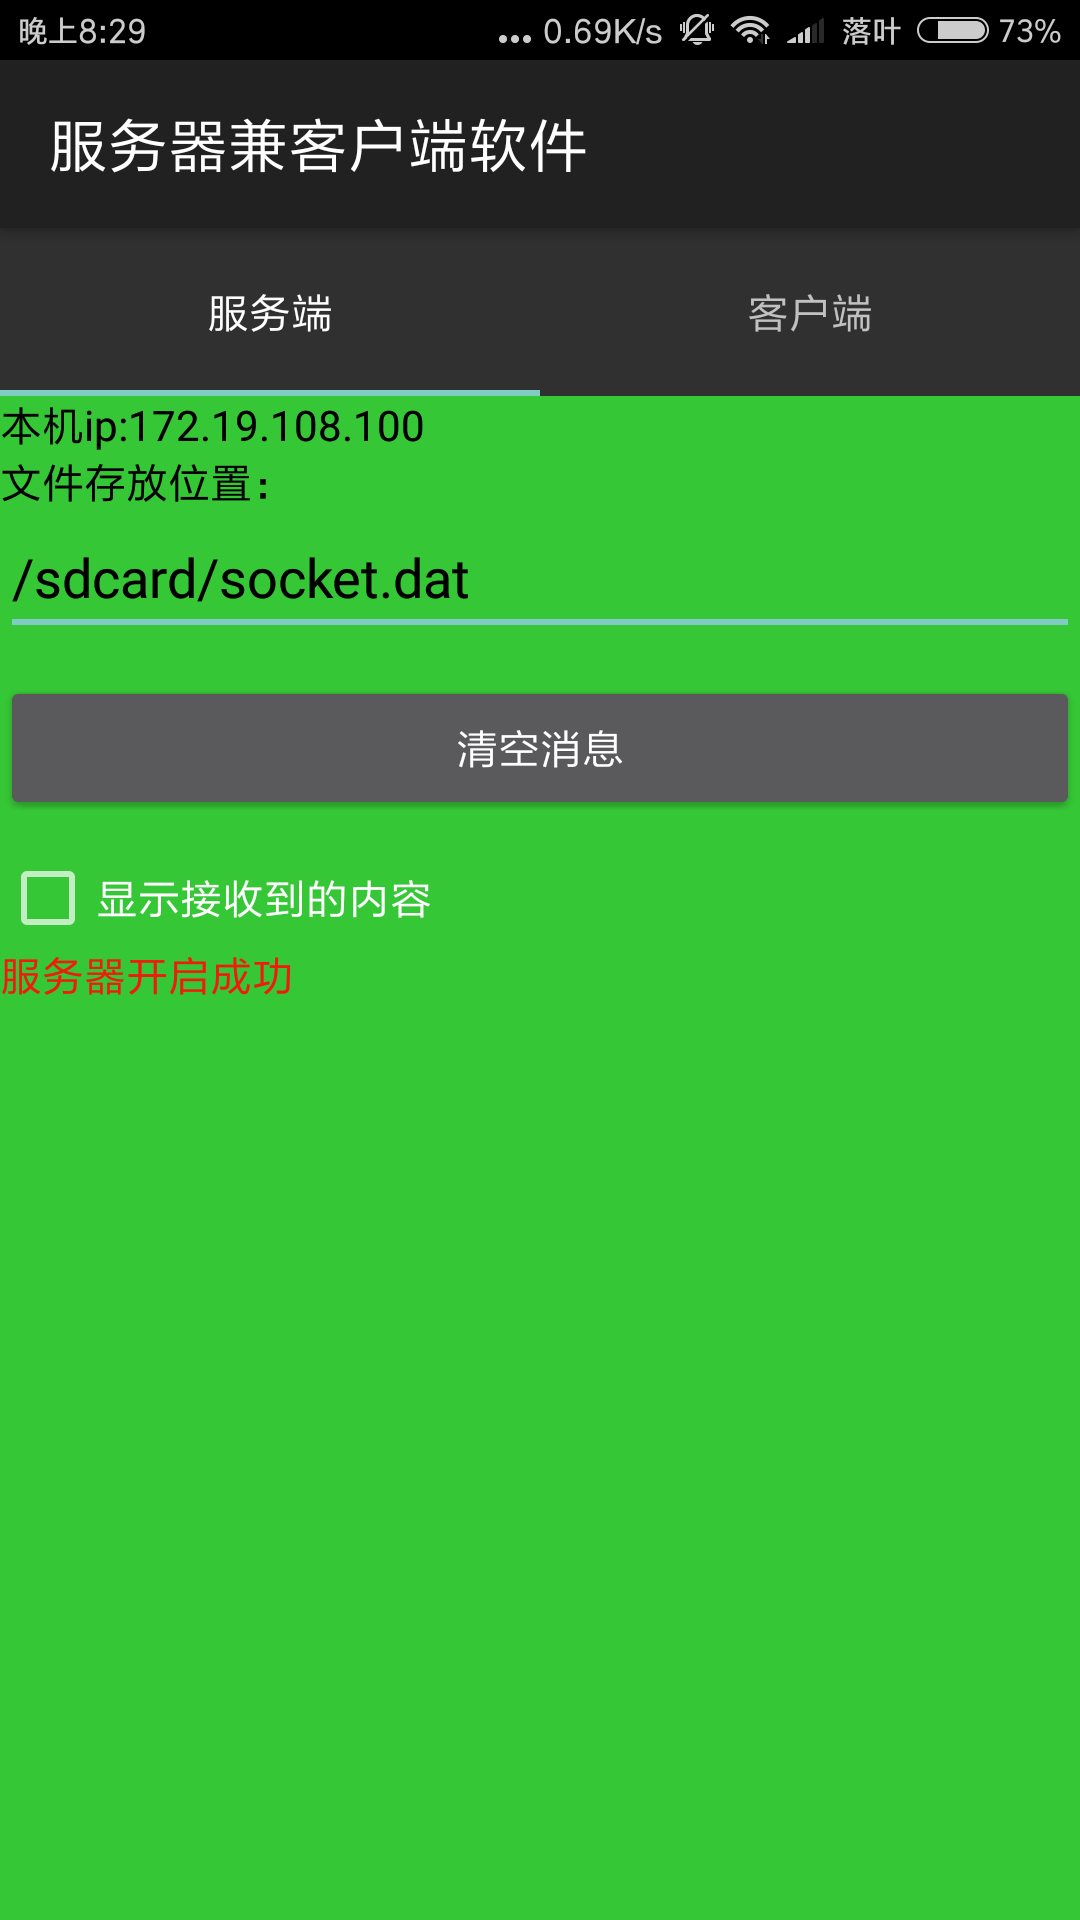 晚上8:29 ... 0.69K/s 落叶 73%
服务器兼客户端软件
服务端 客户端
本机ip:172.19.108.100
文件存放位置：
/sdcard/socket.dat
清空消息
显示接收到的内容
服务器开启成功